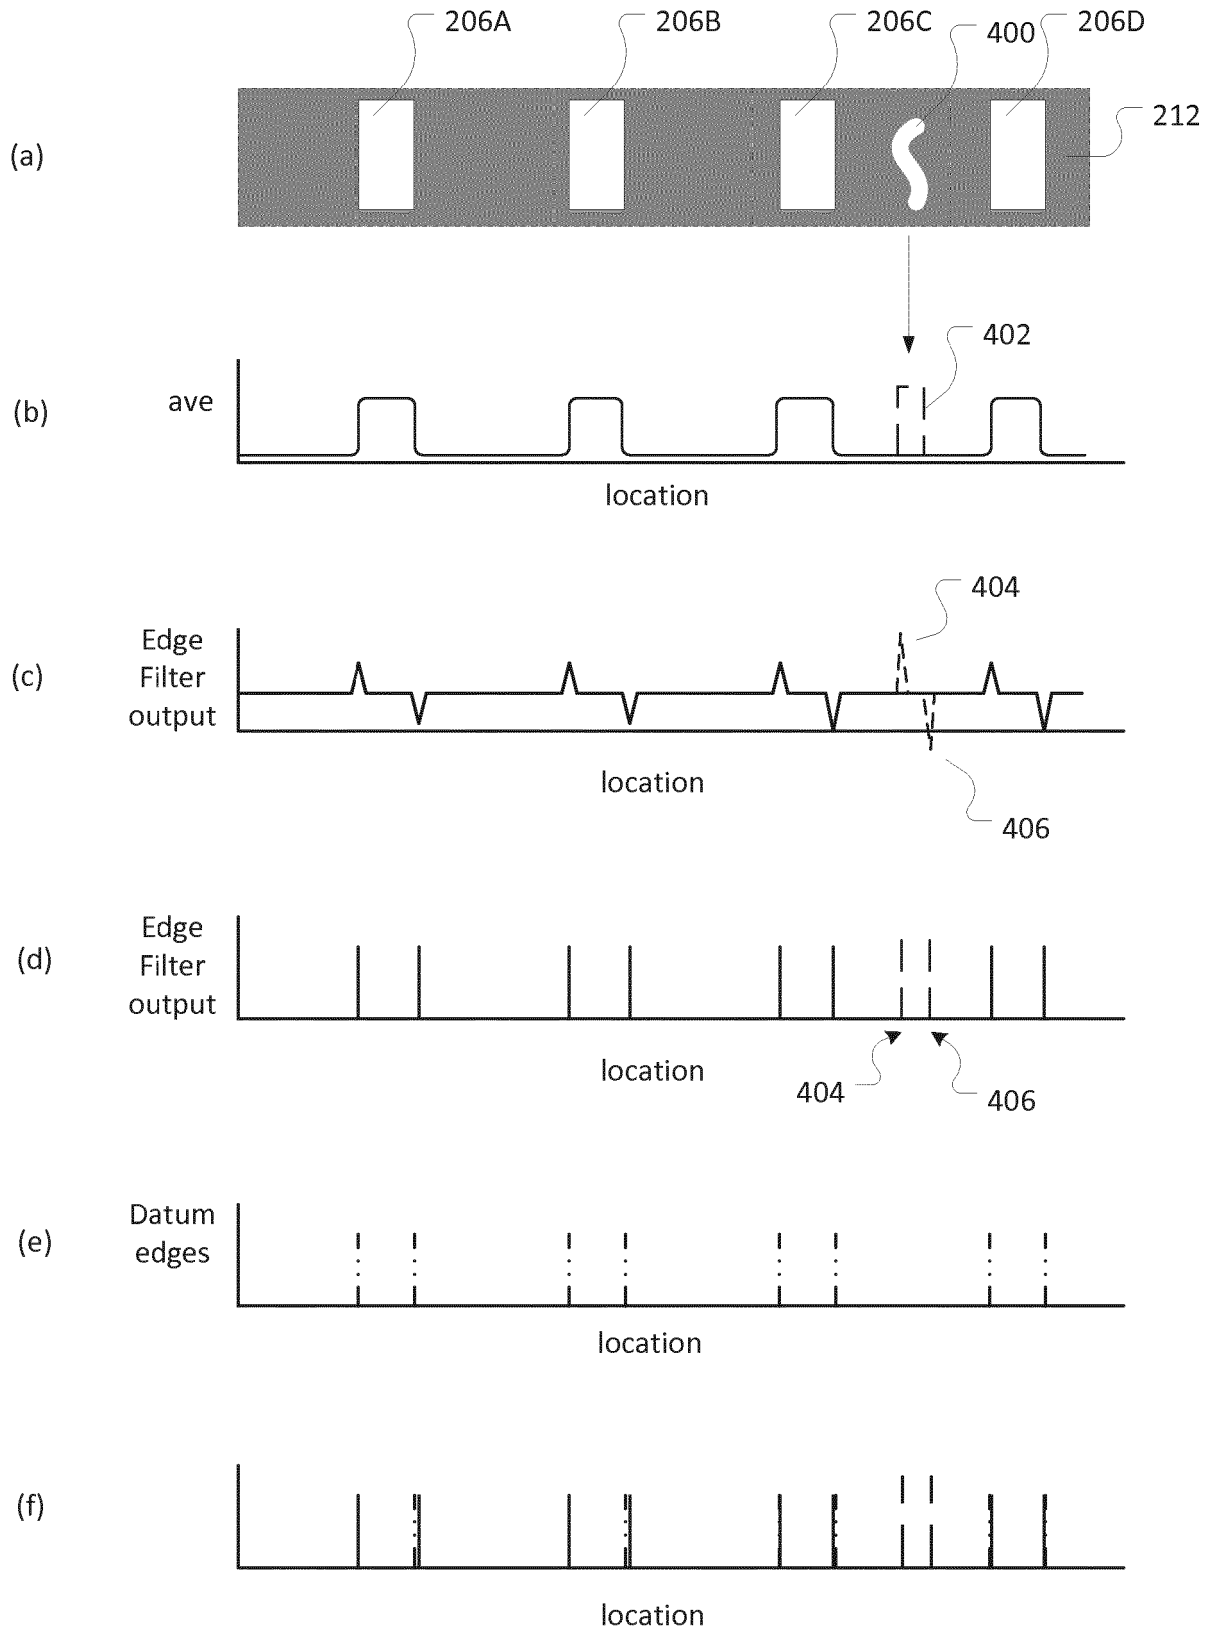 206A
206B
206C
400
206D
212
(a)
402
(b)
ave
location
404
(c)
Edge
Filter
output
location
406
(d)
Edge
Filter
output
location
404
406
(e)
Datum
edges
location
(f)
location